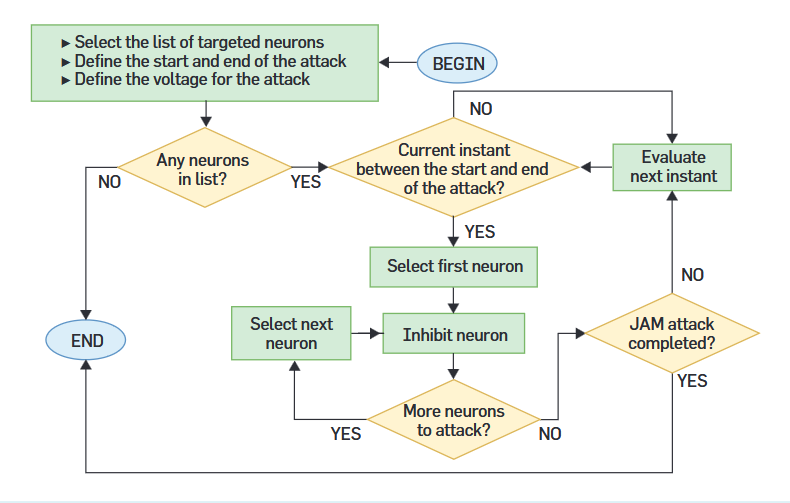 ► Select the list of targeted neurons
► Define the start and end of the attack
► Define the voltage for the attack
BEGIN
NO
Any neurons
in list?
NO
YES
Current instant
between the start and end
of the attack?
Evaluate
next instant
YES
Select first neuron
NO
Select next
neuron
Inhibit neuron
JAM attack
completed?
END
YES
More neurons
to attack?
YES
NO